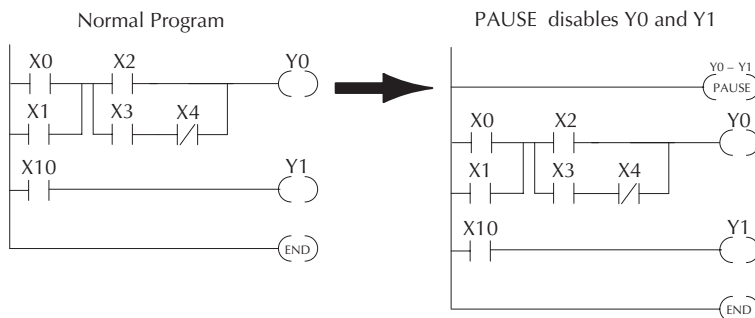 Normal Program
X0 X2 Y0
X1 X3 X4
X10 Y1
END
PAUSE disables Y0 and Y1
Y0 – Y1
PAUSE
X0 X2 Y0
X1 X3 X4
X10 Y1
END